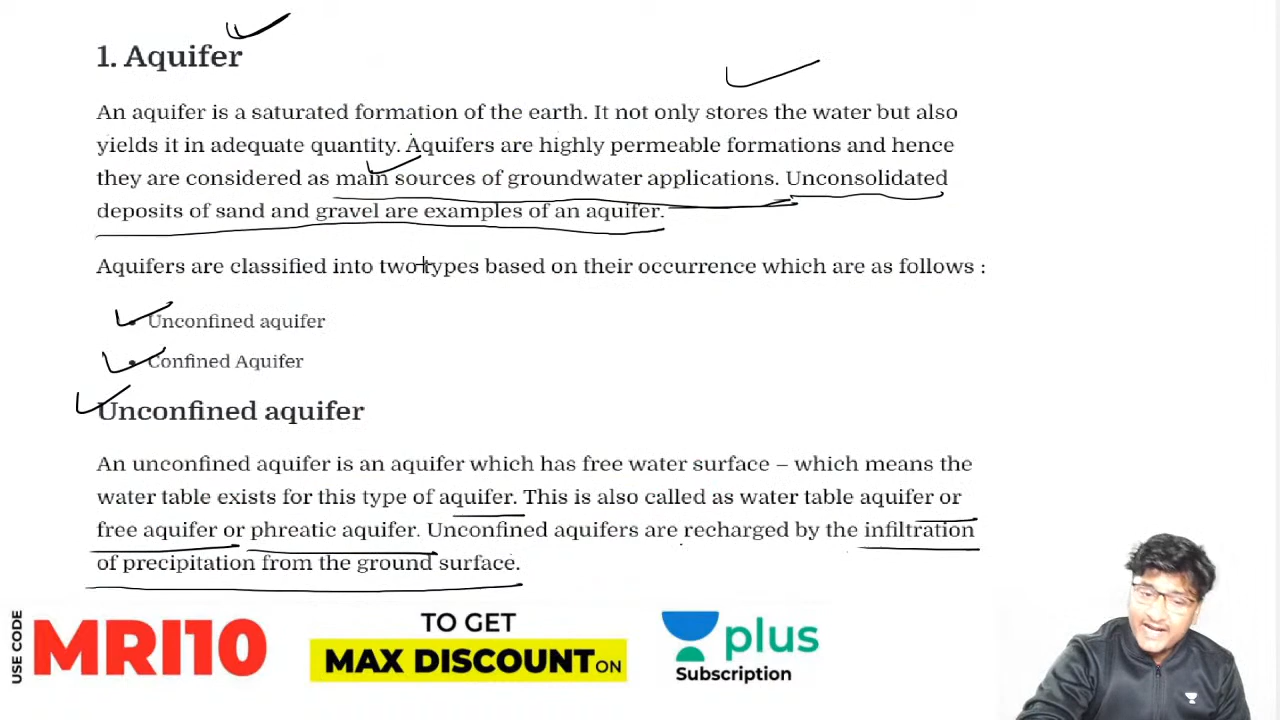 1. Aquifer
An aquifer is a saturated formation of the earth. It not only stores the water but also
yields it in adequate quantity. Aquifers are highly permeable formations and hence
they are considered as main sources of groundwater applications. Unconsolidated
deposits of sand and gravel are examples of an aquifer.
Aquifers are classified into two types based on their occurrence which are as follows :
• Unconfined aquifer
• Confined Aquifer
Unconfined aquifer
An unconfined aquifer is an aquifer which has free water surface – which means the
water table exists for this type of aquifer. This is also called as water table aquifer or
free aquifer or phreatic aquifer. Unconfined aquifers are recharged by the infiltration
of precipitation from the ground surface.
USE CODE
MRI10
TO GET
MAX DISCOUNT ON
plus
Subscription